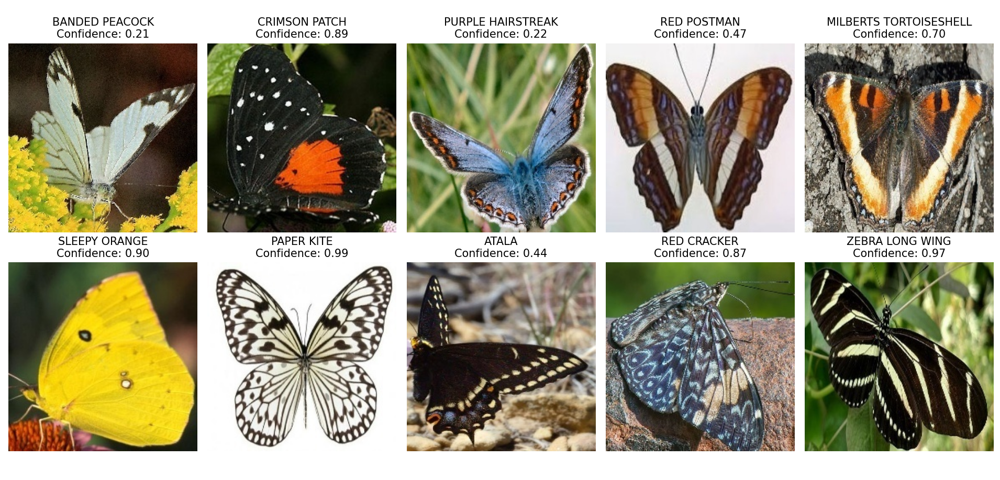 BANDED PEACOCK
Confidence: 0.21
CRIMSON PATCH
Confidence: 0.89
PURPLE HAIRSTREAK
Confidence: 0.22
RED POSTMAN
Confidence: 0.47
MILBERTS TORTOISESHELL
Confidence: 0.70
SLEEPY ORANGE
Confidence: 0.90
PAPER KITE
Confidence: 0.99
ATALA
Confidence: 0.44
RED CRACKER
Confidence: 0.87
ZEBRA LONG WING
Confidence: 0.97